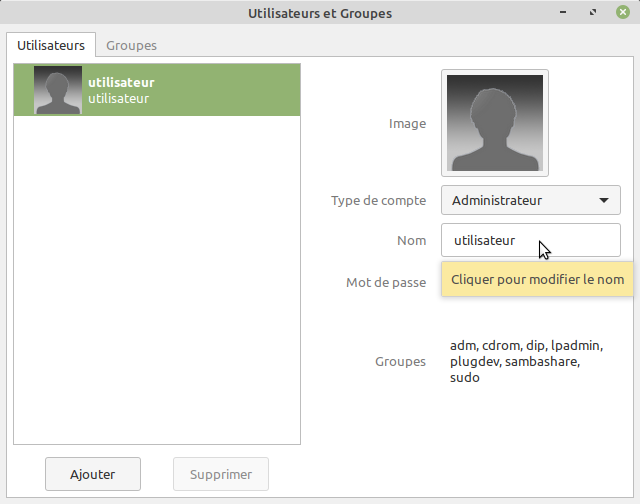 Utilisateurs et Groupes
Utilisateurs
Groupes
utilisateur
utilisateur
Image
Type de compte
Administrateur
Nom
utilisateur
Mot de passe
Cliquer pour modifier le nom
Groupes
adm, cdrom, dip, lpadmin,
plugdev, sambashare,
sudo
Ajouter
Supprimer